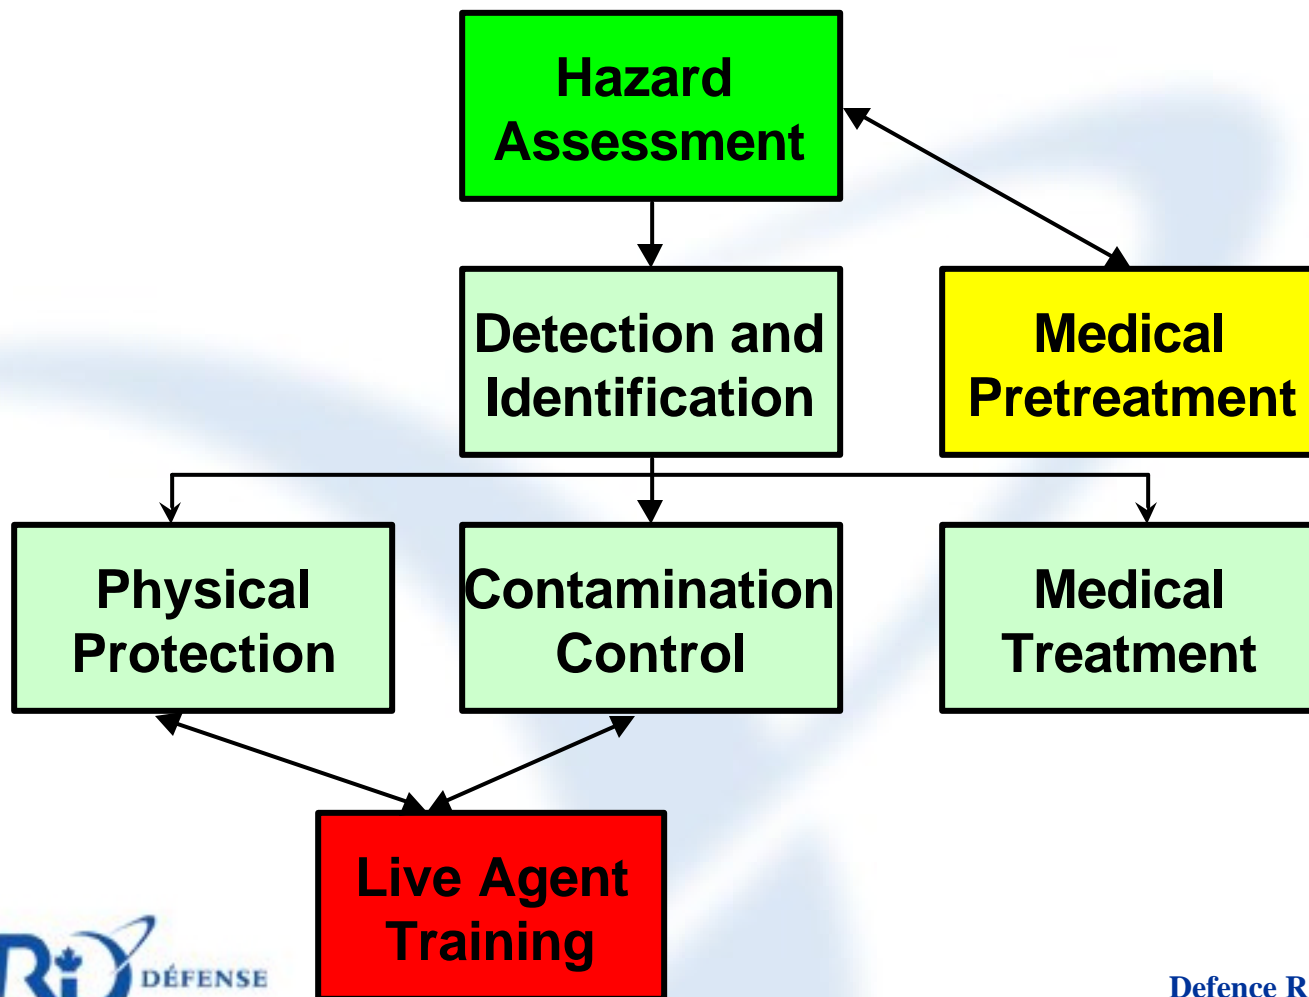 Hazard
Assessment
Detection and
Identification
Medical
Pretreatment
Physical
Protection
Contamination
Control
Medical
Treatment
Live Agent
Training
DÉFENSE
Defence R